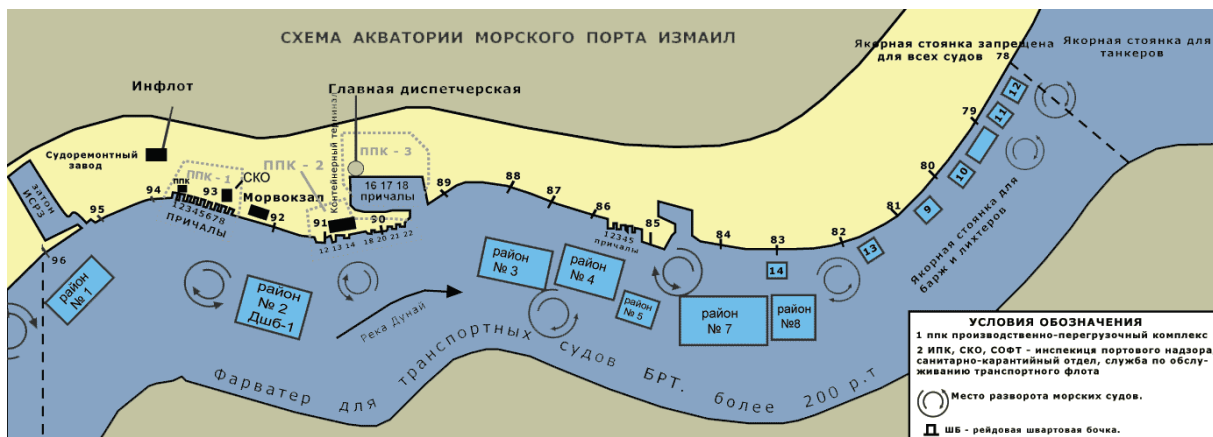 СХЕМА АКВАТОРИИ МОРСКОГО ПОРТА ИЗМАИЛ
Якорная стоянка запрещена
для всех судов
Якорная стоянка для
танкеров
Инфлот
Главная диспетчерская
Контейнерный терминал
Судоремонтный
завод
ППК - 1
ППК - 2
ППК - 3
ппк
СКО
Морвокзал
затон
ИСРЗ
16 17 18
причалы
12345678
ПРИЧАЛЫ
12 13 14
18 20 21 22
12345
причалы
96
95
94
93
92
91
90
89
88
87
86
85
84
83
82
81
80
79
78
район
№ 1
район
№ 2
Дшб-1
район
№ 3
район
№ 4
район
№ 5
район
№ 7
район
№8
14
13
9
10
11
12
Река Дунай
Фарватер для транспортных судов БРТ. более 200 р.т
Якорная стоянка для
барж и лихтеров
УСЛОВИЯ ОБОЗНАЧЕНИЯ
1 ппк производственно-перегрузочный комплекс
2 ИПК, СКО, СОФТ - инспекиця портового надзора
санитарно-карантийный отдел, служба по обслу-
живанию транспортного флота
Место разворота морских судов.
ШБ - рейдовая швартовая бочка.